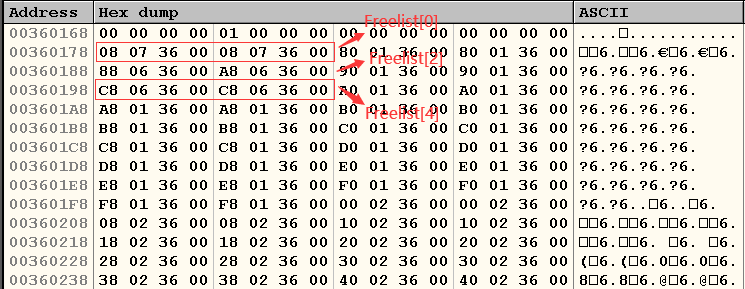 Address Hex dump ASCII
Freelist[0]
00360168 00 00 00 00 01 00 00 00 00 00 00 00 00 00 00 00 ....□...........
00360178 08 07 36 00 08 07 36 00 80 01 36 00 80 01 36 00 □□6.□□6.€□6.€□6.
Freelist[2]
00360188 88 06 36 00 A8 06 36 00 90 01 36 00 90 01 36 00 ?6.?6.?6.?6.
00360198 C8 06 36 00 C8 06 36 00 A0 01 36 00 A0 01 36 00 ?6.?6.?6.?6.
Freelist[4]
003601A8 A8 01 36 00 A8 01 36 00 B0 01 36 00 B0 01 36 00 ?6.?6.?6.?6.
003601B8 B8 01 36 00 B8 01 36 00 C0 01 36 00 C0 01 36 00 ?6.?6.?6.?6.
003601C8 C8 01 36 00 C8 01 36 00 D0 01 36 00 D0 01 36 00 ?6.?6.?6.?6.
003601D8 D8 01 36 00 D8 01 36 00 E0 01 36 00 E0 01 36 00 ?6.?6.?6.?6.
003601E8 E8 01 36 00 E8 01 36 00 F0 01 36 00 F0 01 36 00 ?6.?6.?6.?6.
003601F8 F8 01 36 00 F8 01 36 00 00 02 36 00 00 02 36 00 ?6.?6..□6..□6.
00360208 08 02 36 00 08 02 36 00 10 02 36 00 10 02 36 00 □□6.□□6.□□6.□□6.
00360218 18 02 36 00 18 02 36 00 20 02 36 00 20 02 36 00 □□6.□□6. □6. □6.
00360228 28 02 36 00 28 02 36 00 30 02 36 00 30 02 36 00 (□6.(□6.0□6.0□6.
00360238 38 02 36 00 38 02 36 00 40 02 36 00 40 02 36 00 8□6.8□6.@□6.@□6.